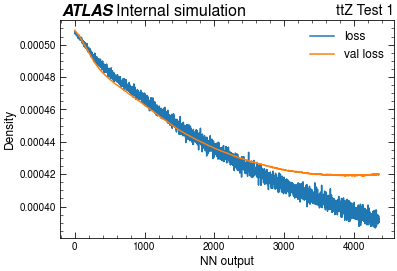 ATLAS Internal simulation ttZ Test 1
loss
val loss
0.00050
0.00048
0.00046
0.00044
0.00042
0.00040
Density
0 1000 2000 3000 4000
NN output